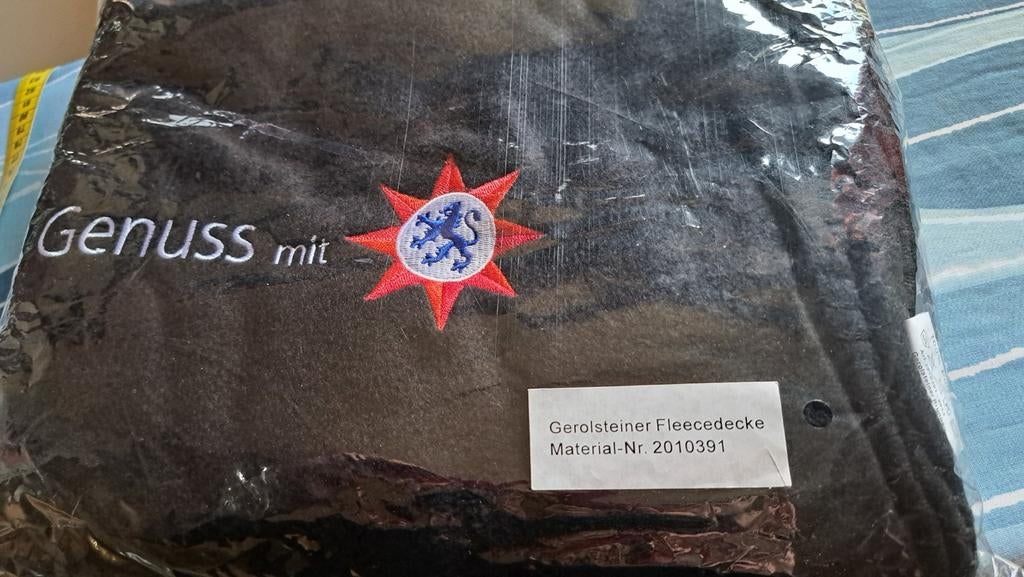 Genuss mit
Gerolsteiner Fleecedecke
Material-Nr. 2010391